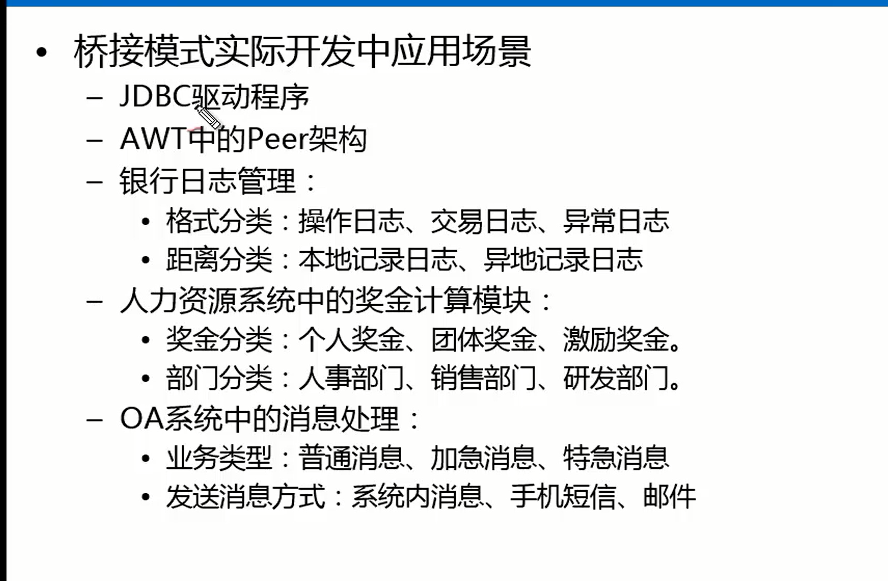 • 桥接模式实际开发中应用场景
– JDBC驱动程序
– AWT中的Peer架构
– 银行日志管理：
• 格式分类：操作日志、交易日志、异常日志
• 距离分类：本地记录日志、异地记录日志
– 人力资源系统中的奖金计算模块：
• 奖金分类：个人奖金、团体奖金、激励奖金。
• 部门分类：人事部门、销售部门、研发部门。
– OA系统中的消息处理：
• 业务类型：普通消息、加急消息、特急消息
• 发送消息方式：系统内消息、手机短信、邮件